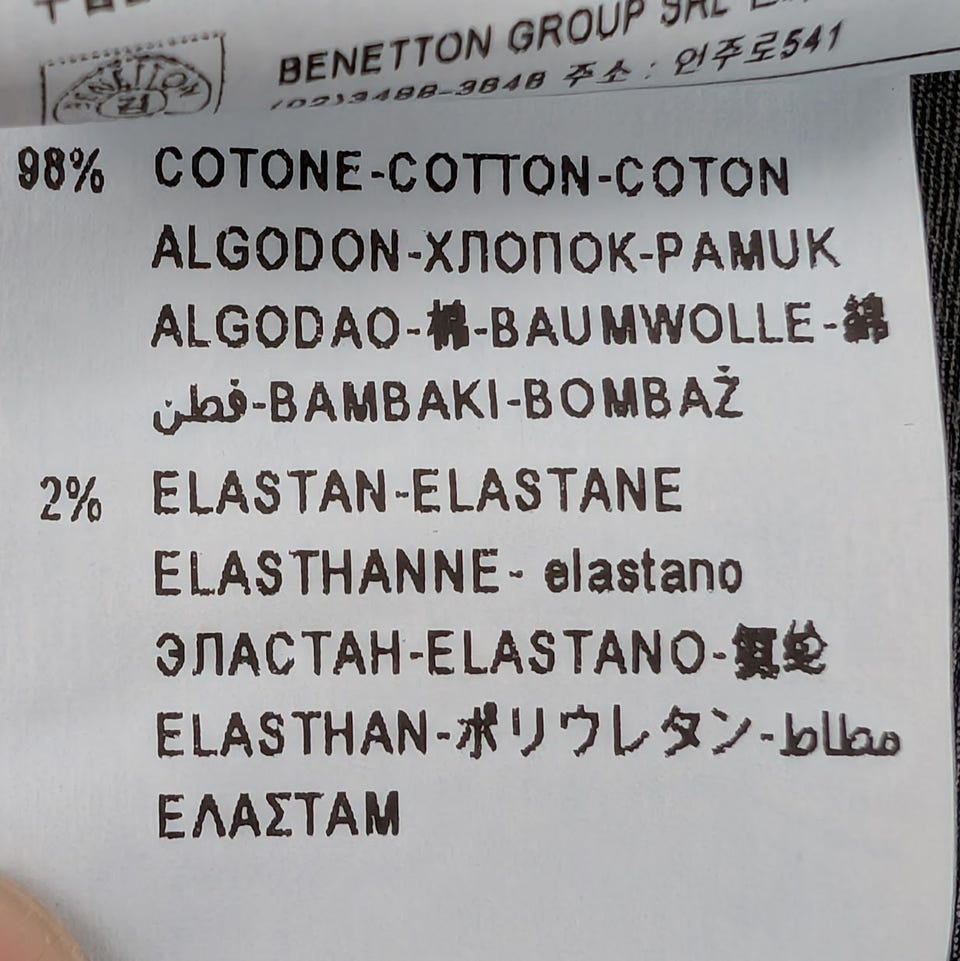 BENETTON GROUP SRL
(02)3488-3848 주소 : 언주로541
98% COTONE-COTTON-COTON
ALGODON-ХЛОПОК-PAMUK
ALGODAO-棉-BAUMWOLLE-綿
قطن-BAMBAKI-BOMBAŽ
2% ELASTAN-ELASTANE
ELASTHANNE- elastano
ЭЛАСТАН-ELASTANO-氨纶
ELASTHAN-ポリウレタン-مطاط
ΕΛΑΣΤΑΜ